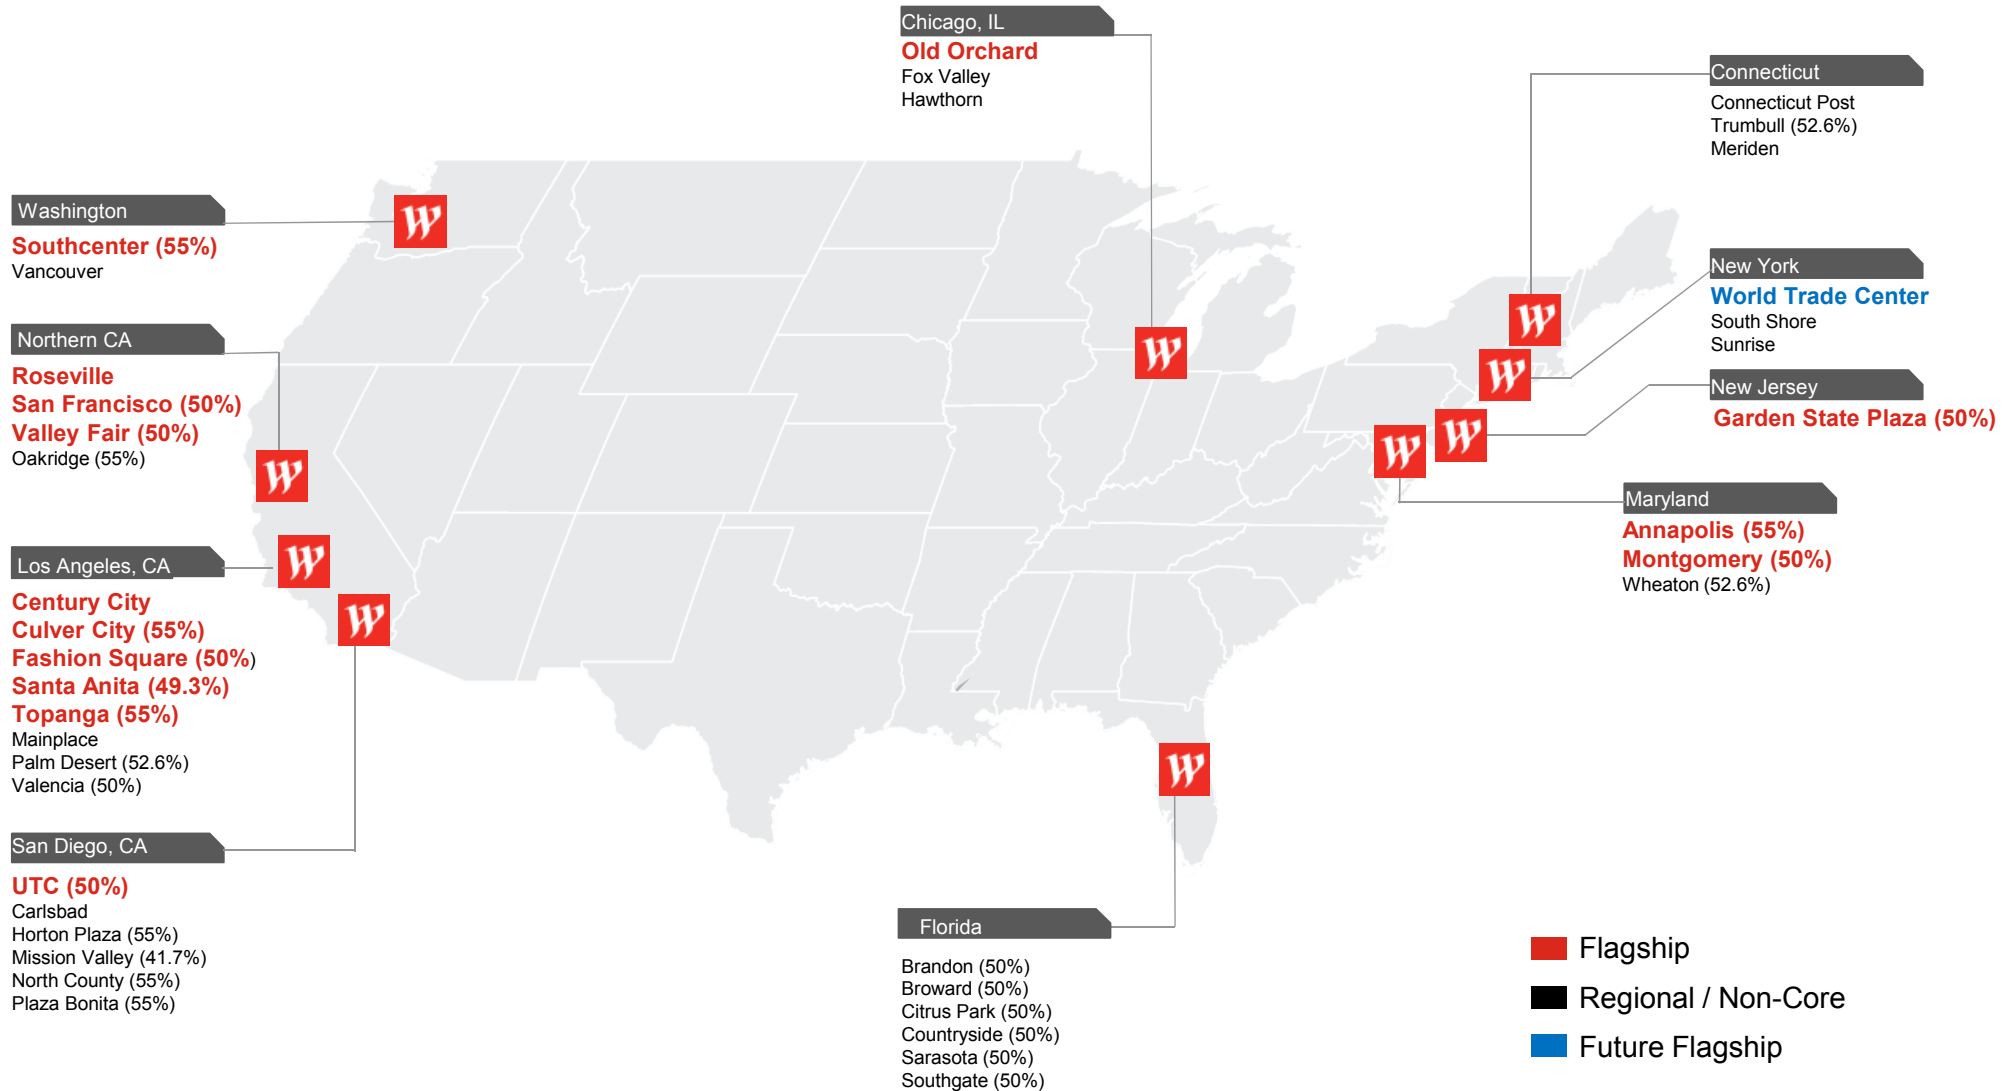 Chicago, IL
Old Orchard
Fox Valley
Hawthorn
Connecticut
Connecticut Post
Trumbull (52.6%)
Meriden
Washington
Southcenter (55%)
Vancouver
New York
World Trade Center
South Shore
Sunrise
Northern CA
Roseville
San Francisco (50%)
Valley Fair (50%)
Oakridge (55%)
New Jersey
Garden State Plaza (50%)
Maryland
Annapolis (55%)
Montgomery (50%)
Wheaton (52.6%)
Los Angeles, CA
Century City
Culver City (55%)
Fashion Square (50%)
Santa Anita (49.3%)
Topanga (55%)
Mainplace
Palm Desert (52.6%)
Valencia (50%)
San Diego, CA
UTC (50%)
Carlsbad
Horton Plaza (55%)
Mission Valley (41.7%)
North County (55%)
Plaza Bonita (55%)
Florida
Brandon (50%)
Broward (50%)
Citrus Park (50%)
Countryside (50%)
Sarasota (50%)
Southgate (50%)
Flagship
Regional / Non-Core
Future Flagship
W
W
W
W
W
W
W
W
W
W